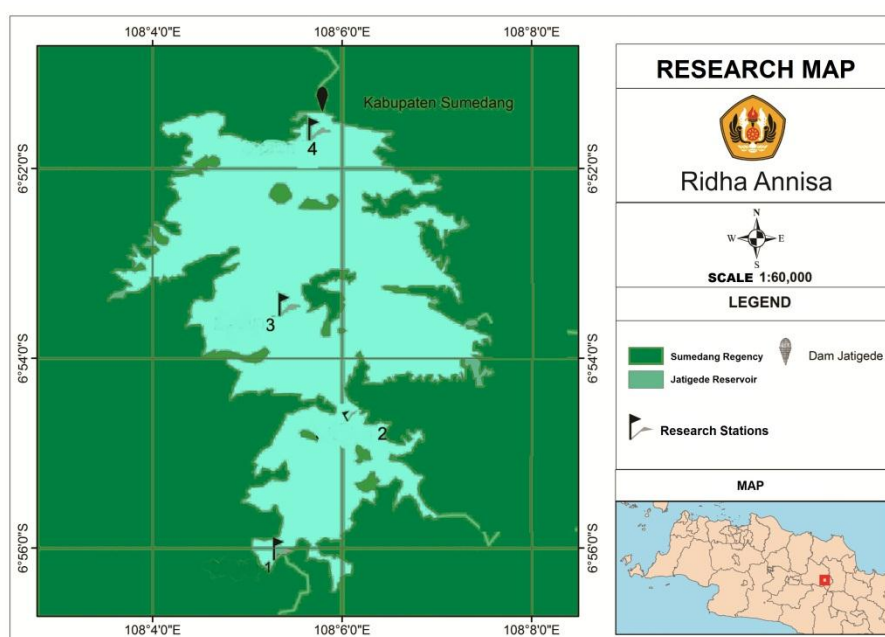 108°4'0"E
108°6'0"E
108°8'0"E
Kabupaten Sumedang
4
6°52'0"S
6°52'0"S
3
6°54'0"S
6°54'0"S
2
6°56'0"S
6°56'0"S
1
108°4'0"E
108°6'0"E
108°8'0"E
RESEARCH MAP
Ridha Annisa
N
W
E
S
SCALE 1:60,000
LEGEND
Sumedang Regency
Dam Jatigede
Jatigede Reservoir
Research Stations
MAP